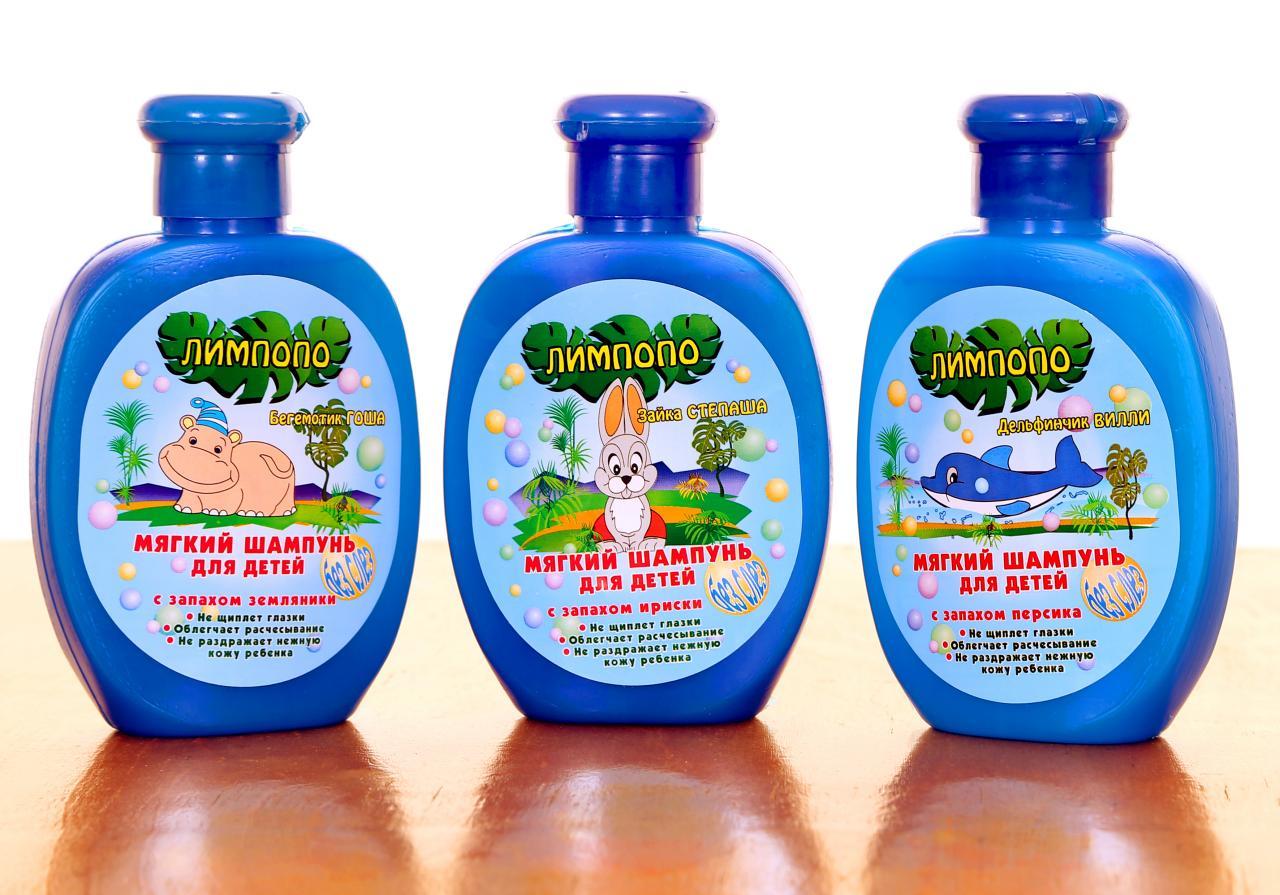 ЛИМПОПО
Бегемотик ГОША
МЯГКИЙ ШАМПУНЬ
ДЛЯ ДЕТЕЙ
без слёз
с запахом земляники
• Не щиплет глазки
• Облегчает расчесывание
• Не раздражает нежную
кожу ребенка
ЛИМПОПО
Зайка СТЕПАША
МЯГКИЙ ШАМПУНЬ
ДЛЯ ДЕТЕЙ
без слёз
с запахом ириски
• Не щиплет глазки
• Облегчает расчесывание
• Не раздражает нежную
кожу ребенка
ЛИМПОПО
Дельфинчик ВИЛЛИ
МЯГКИЙ ШАМПУНЬ
ДЛЯ ДЕТЕЙ
без слёз
с запахом персика
• Не щиплет глазки
• Облегчает расчесывание
• Не раздражает нежную
кожу ребенка